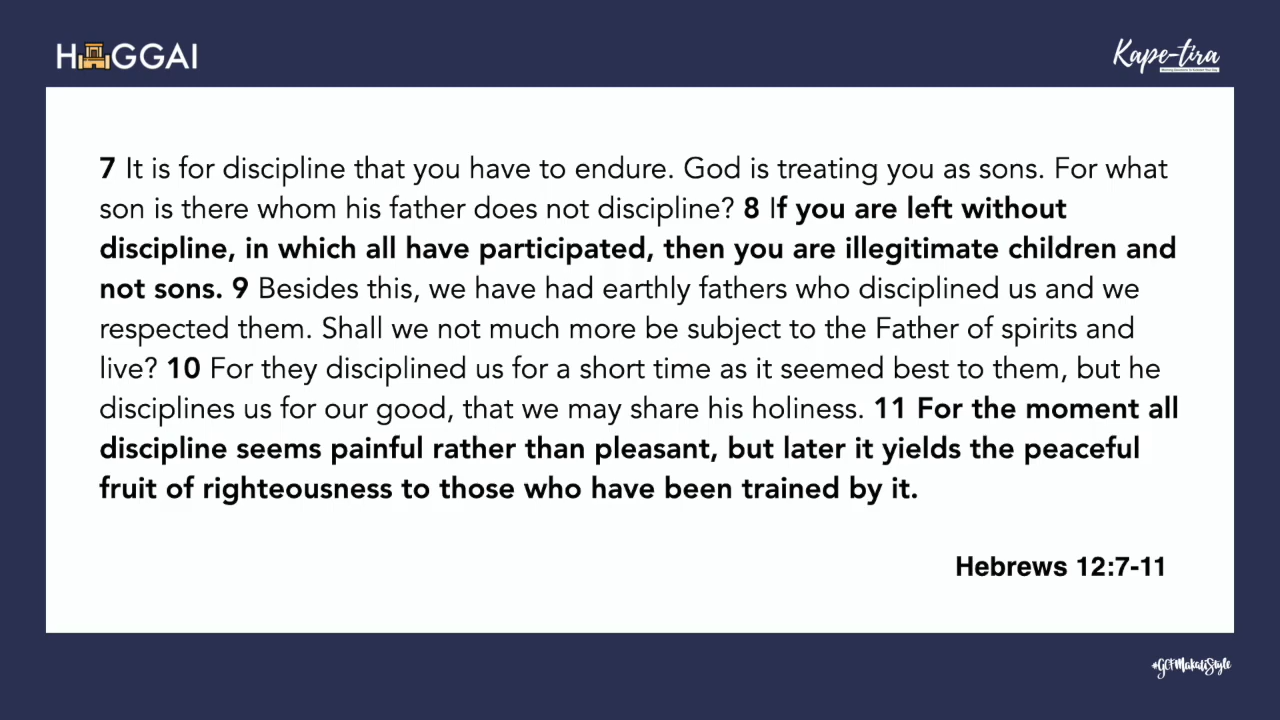 HAGGAI
Kape-tira
7 It is for discipline that you have to endure. God is treating you as sons. For what
son is there whom his father does not discipline? 8 If you are left without
discipline, in which all have participated, then you are illegitimate children and
not sons. 9 Besides this, we have had earthly fathers who disciplined us and we
respected them. Shall we not much more be subject to the Father of spirits and
live? 10 For they disciplined us for a short time as it seemed best to them, but he
disciplines us for our good, that we may share his holiness. 11 For the moment all
discipline seems painful rather than pleasant, but later it yields the peaceful
fruit of righteousness to those who have been trained by it.
Hebrews 12:7-11
#GCFMakatiStyle